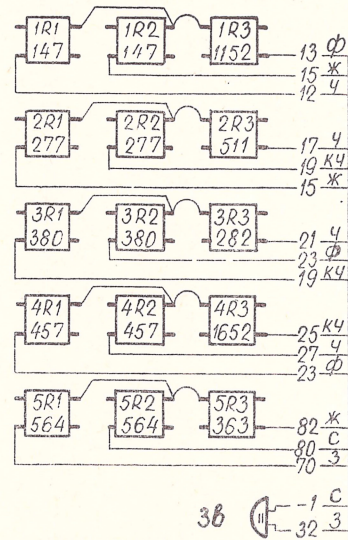 1R1 1R2 1R3
147 147 1152
13 Ф
15 Ж
12 Ч
2R1 2R2 2R3
277 277 511
17 Ч
19 КЧ
15 Ж
3R1 3R2 3R3
380 380 282
21 Ч
23 Ф
19 КЧ
4R1 4R2 4R3
457 457 1652
25 КЧ
27 Ч
23 Ф
5R1 5R2 5R3
564 564 363
82 Ж
80 С
70 З
-1 С
3В
32 З